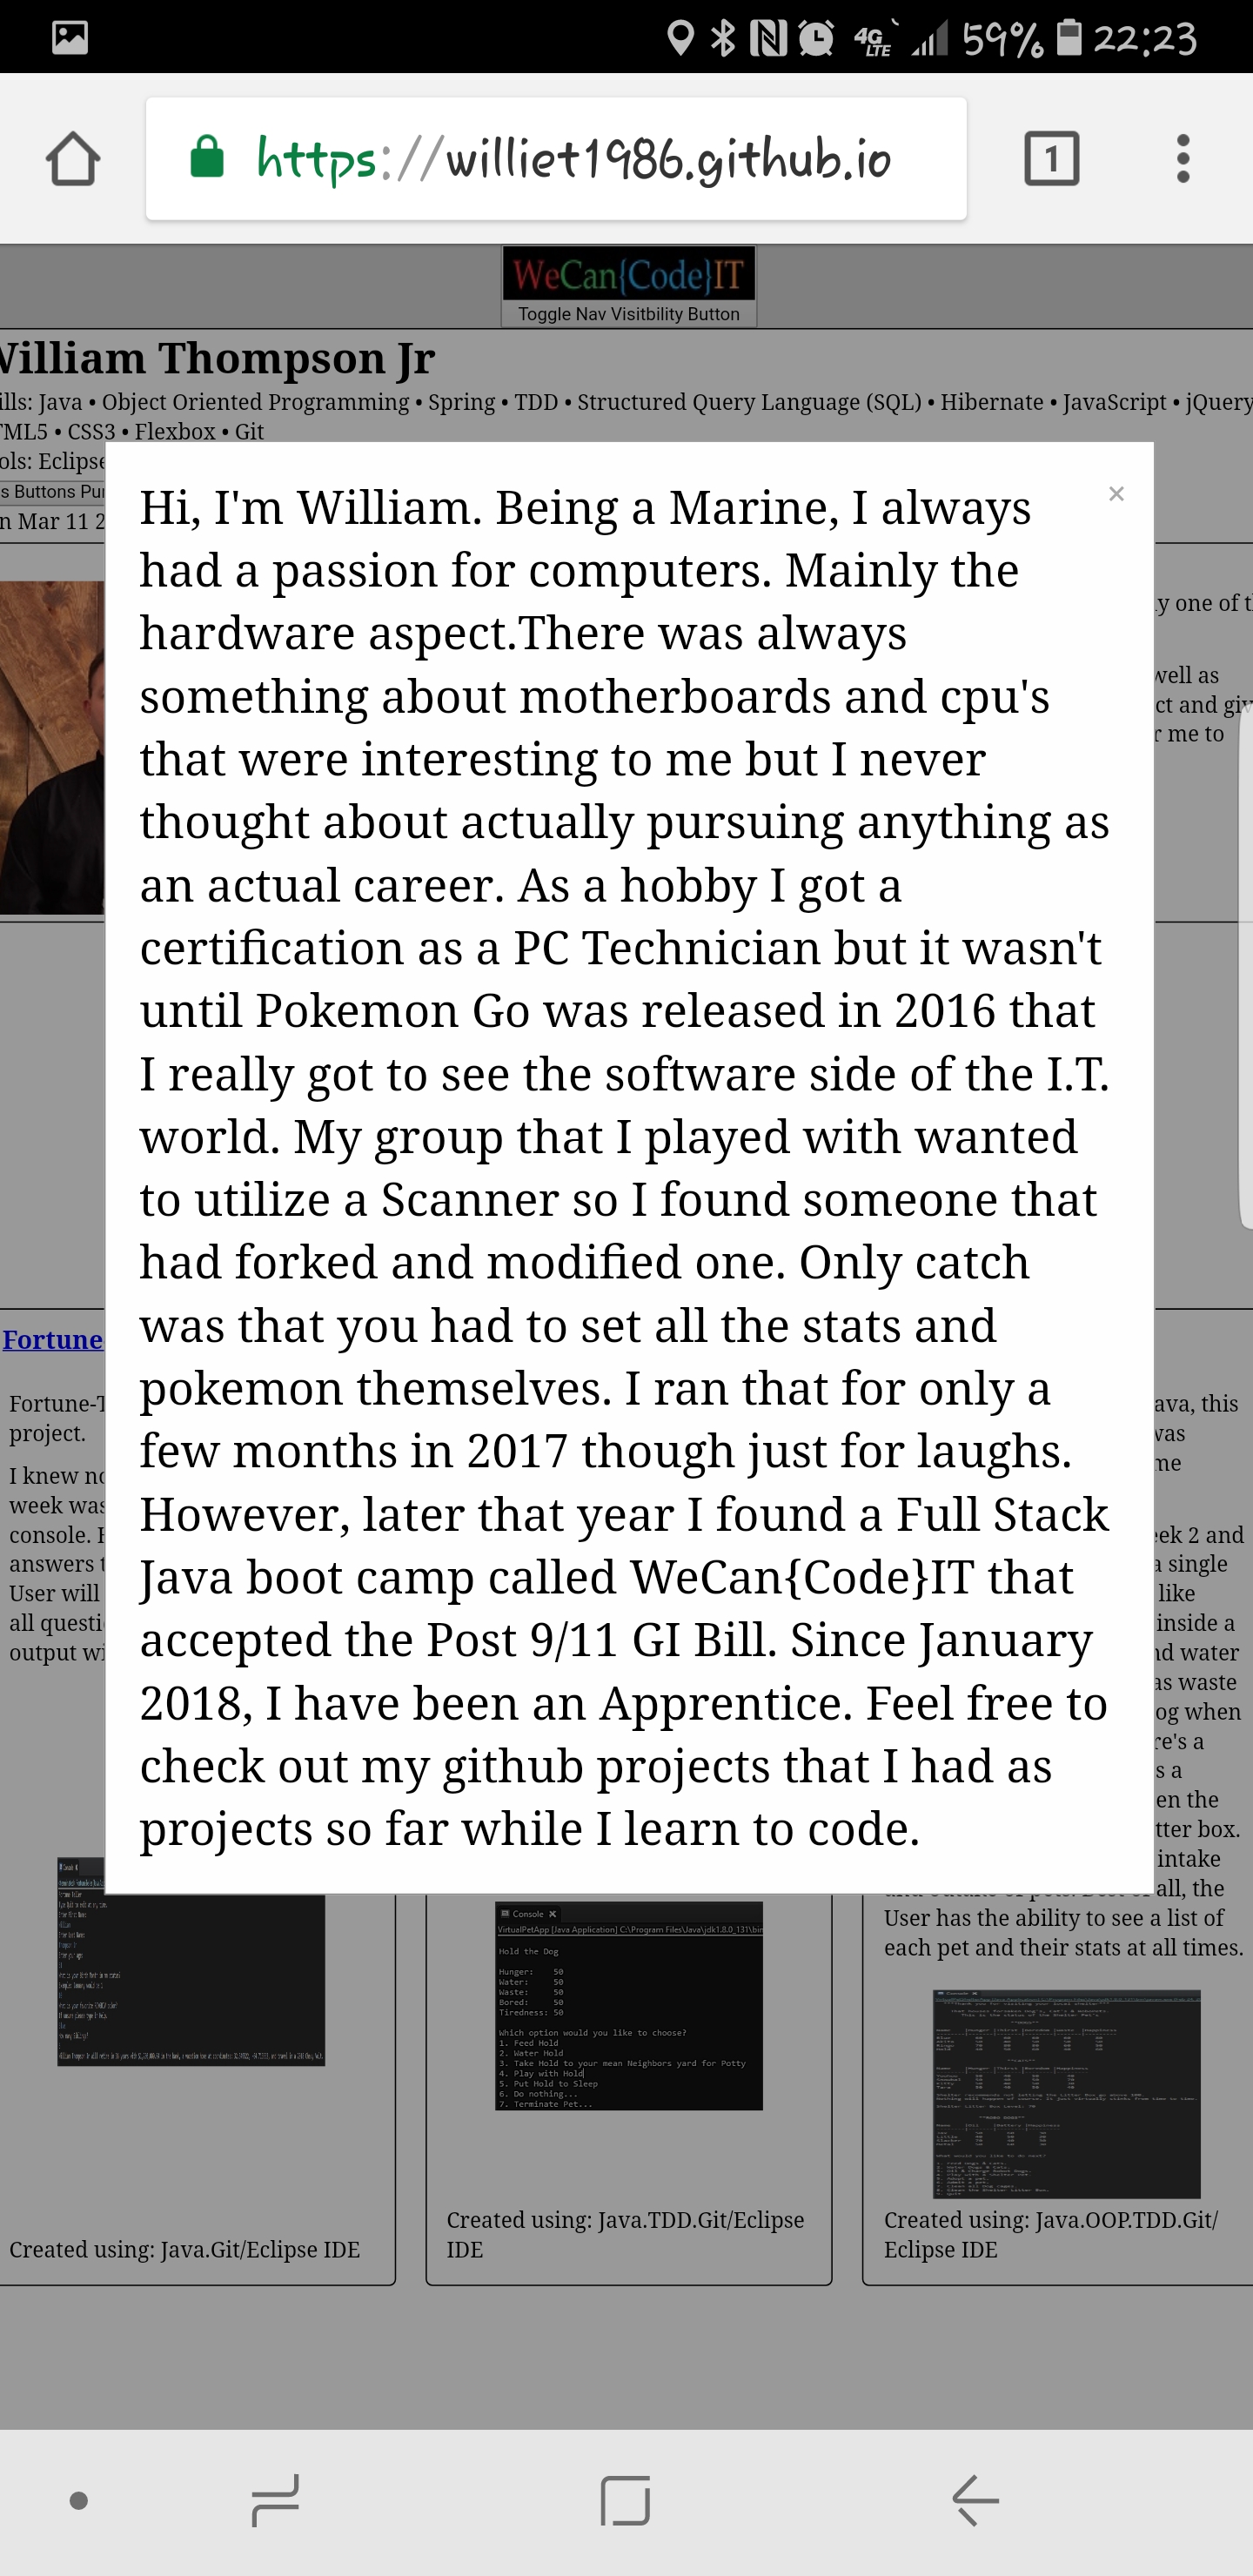 4G LTE 59% 22:23
https://williet1986.github.io
1
WeCan{Code}IT
Toggle Nav Visitbility Button
William Thompson Jr
ills: Java • Object Oriented Programming • Spring • TDD • Structured Query Language (SQL) • Hibernate • JavaScript • jQuery
TML5 • CSS3 • Flexbox • Git
ols: Eclipse
s Buttons Pur
n Mar 11 2
Hi, I'm William. Being a Marine, I always
had a passion for computers. Mainly the
hardware aspect.There was always
something about motherboards and cpu's
that were interesting to me but I never
thought about actually pursuing anything as
an actual career. As a hobby I got a
certification as a PC Technician but it wasn't
until Pokemon Go was released in 2016 that
I really got to see the software side of the I.T.
world. My group that I played with wanted
to utilize a Scanner so I found someone that
had forked and modified one. Only catch
was that you had to set all the stats and
pokemon themselves. I ran that for only a
few months in 2017 though just for laughs.
However, later that year I found a Full Stack
Java boot camp called WeCan{Code}IT that
accepted the Post 9/11 GI Bill. Since January
2018, I have been an Apprentice. Feel free to
check out my github projects that I had as
projects so far while I learn to code.
×
y one of t
well as
ct and giv
r me to
Fortune
Fortune-T
project.
I knew no
week was
console.
answers t
User will
all questi
output wi
Created using: Java.Git/Eclipse IDE
Console
VirtualPetApp [Java Application] C:\Program Files\Java\jdk1.8.0_131\bin
Hold the Dog
Hunger: 50
Water: 50
Waste: 50
Bored: 50
Tiredness: 50
Which option would you like to choose?
1. Feed Hold
2. Water Hold
3. Take Hold to your mean Neighbors yard for Potty
4. Play with Hold
5. Put Hold to Sleep
6. Do nothing...
7. Terminate Pet...
Created using: Java.TDD.Git/Eclipse
IDE
ava, this
was
me
eek 2 and
a single
like
inside a
nd water
as waste
og when
re's a
s a
en the
tter box.
intake
all, the
User has the ability to see a list of
each pet and their stats at all times.
Created using: Java.OOP.TDD.Git/
Eclipse IDE